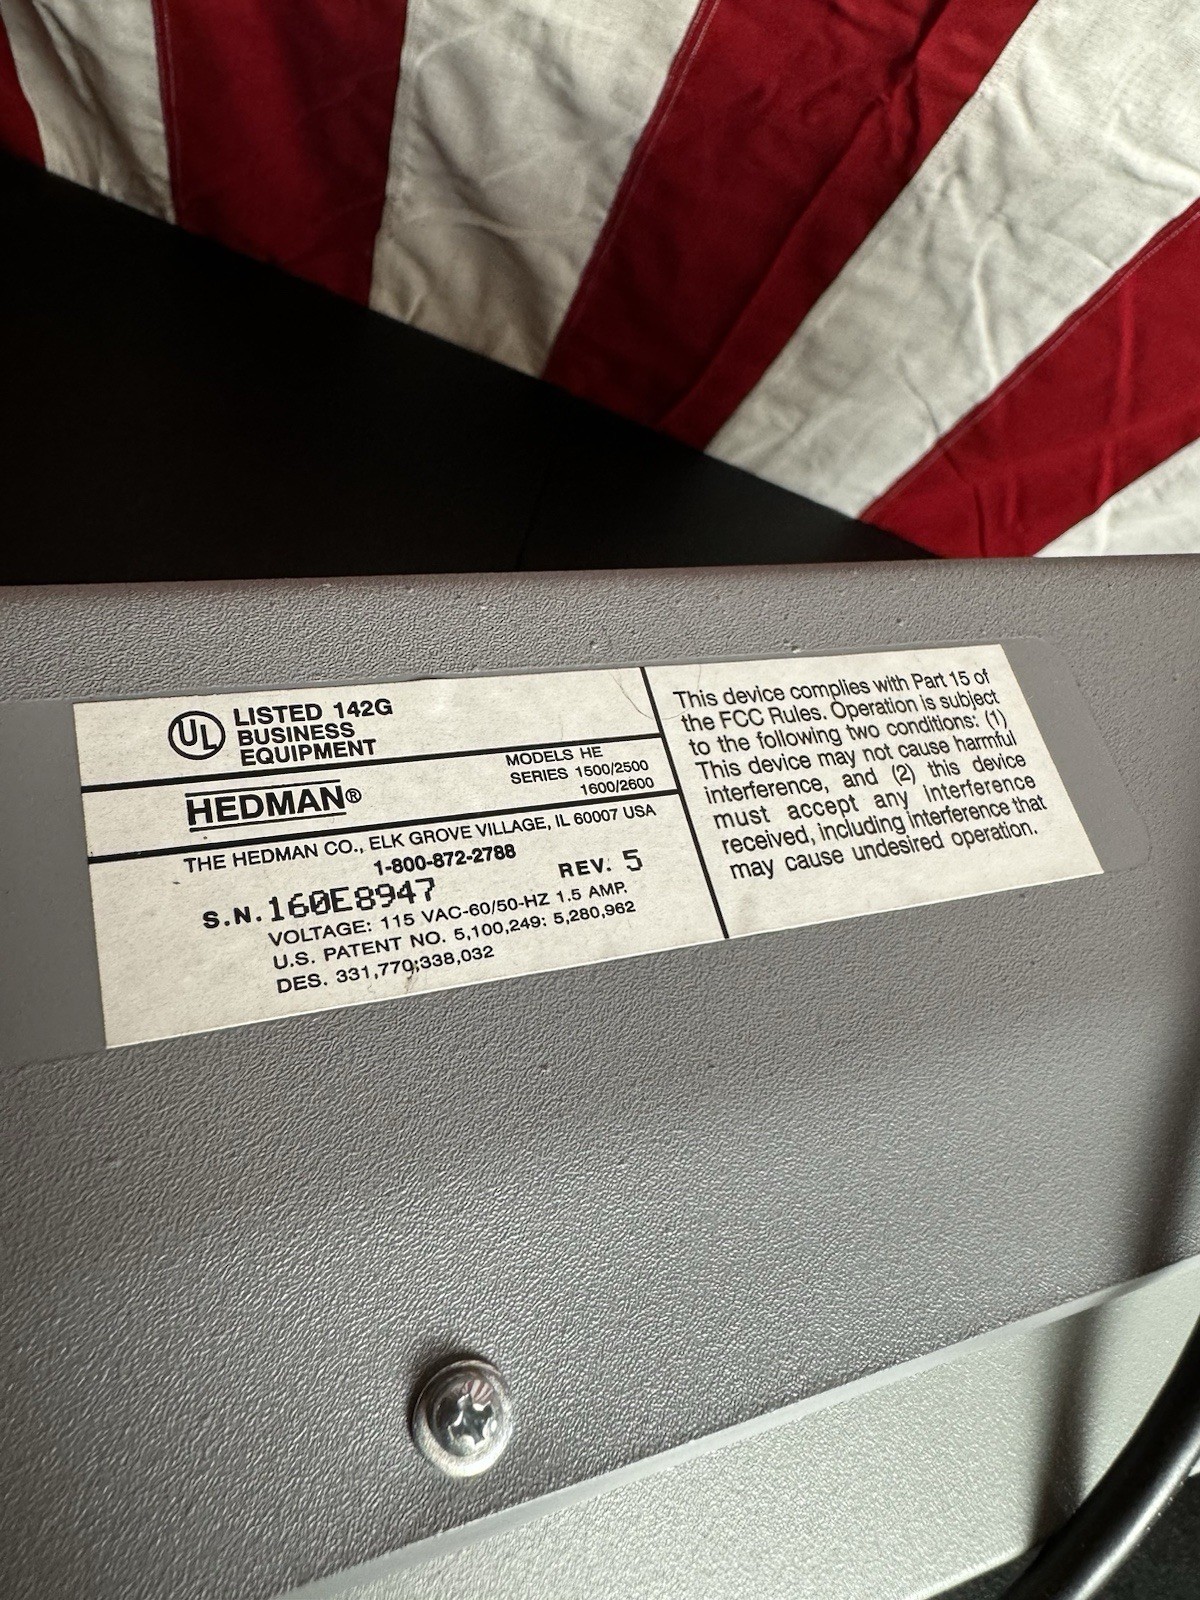 UL LISTED 142G
BUSINESS
EQUIPMENT
HEDMAN®
MODELS HE
SERIES 1500/2500
1600/2600
THE HEDMAN CO., ELK GROVE VILLAGE, IL 60007 USA
1-800-872-2788
S.N. 160E8947
REV. 5
VOLTAGE: 115 VAC-60/50-HZ 1.5 AMP.
U.S. PATENT NO. 5,100,249: 5,280,962
DES. 331,770;338,032
This device complies with Part 15 of
the FCC Rules. Operation is subject
to the following two conditions: (1)
This device may not cause harmful
interference, and (2) this device
must accept any interference
received, including interference that
may cause undesired operation.